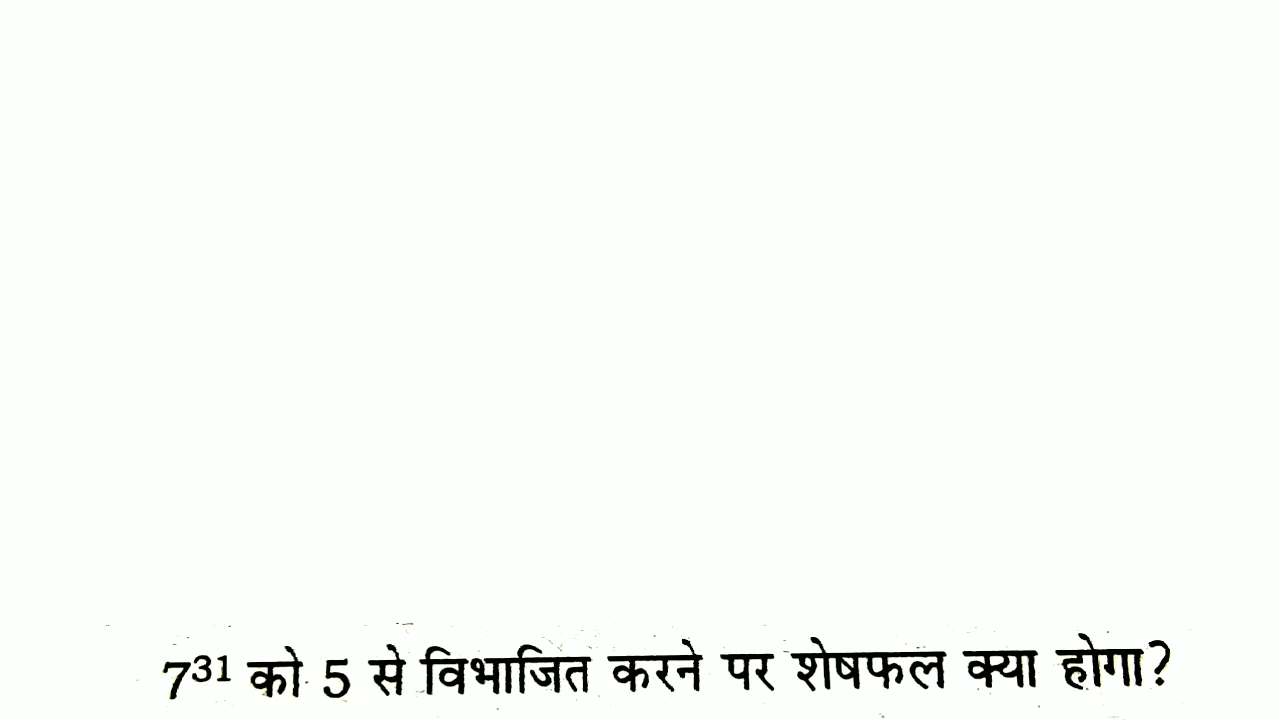 7³¹ को 5 से विभाजित करने पर शेषफल क्या होगा?